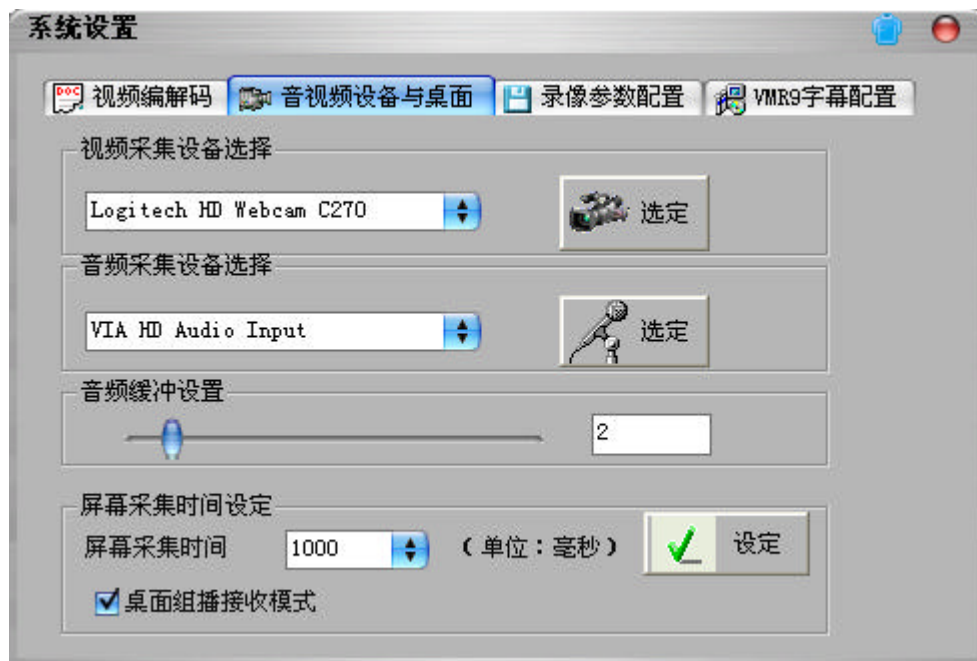 系统设置
视频编解码 音视频设备与桌面 录像参数配置 VMR9字幕配置
视频采集设备选择
Logitech HD Webcam C270 选定
音频采集设备选择
VIA HD Audio Input 选定
音频缓冲设置
2
屏幕采集时间设定
屏幕采集时间 1000 (单位:毫秒) 设定
桌面组播接收模式